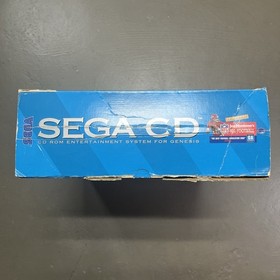 SEGA
SEGA CD
CD ROM ENTERTAINMENT SYSTEM FOR GENESIS